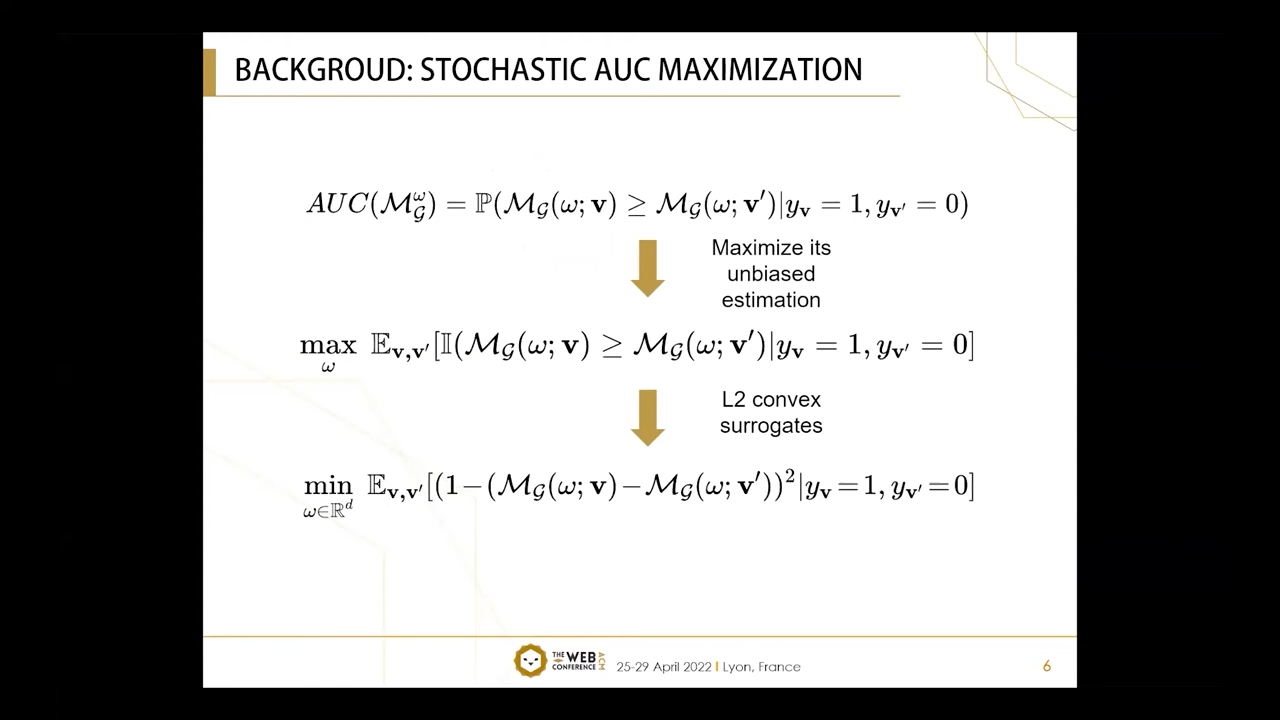 BACKGROUD: STOCHASTIC AUC MAXIMIZATION
AUC(ℳ_𝒢^ω) = ℙ(ℳ_𝒢(ω; 𝐯) ≥ ℳ_𝒢(ω; 𝐯′)|y_𝐯 = 1, y_𝐯′ = 0)
Maximize its
unbiased
estimation
max_ω 𝔼_𝐯,𝐯′[𝕀(ℳ_𝒢(ω; 𝐯) ≥ ℳ_𝒢(ω; 𝐯′)|y_𝐯 = 1, y_𝐯′ = 0]
L2 convex
surrogates
min_ω∈ℝ^d 𝔼_𝐯,𝐯′[(1−(ℳ_𝒢(ω; 𝐯)−ℳ_𝒢(ω; 𝐯′))²|y_𝐯=1, y_𝐯′=0]
THE WEB CONFERENCE ACM
25-29 April 2022 | Lyon, France
6